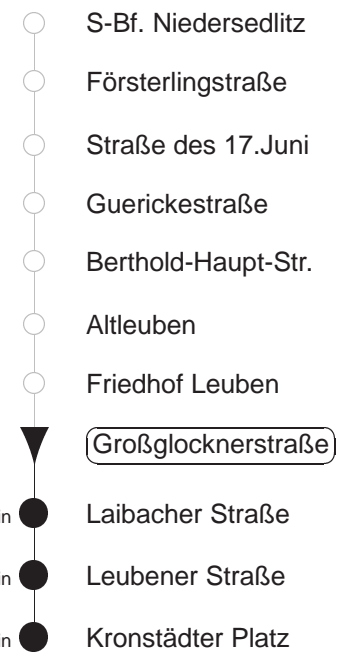 S-Bf. Niedersedlitz
Försterlingstraße
Straße des 17.Juni
Guerickestraße
Berthold-Haupt-Str.
Altleuben
Friedhof Leuben
Großglocknerstraße
Laibacher Straße
Leubener Straße
Kronstädter Platz